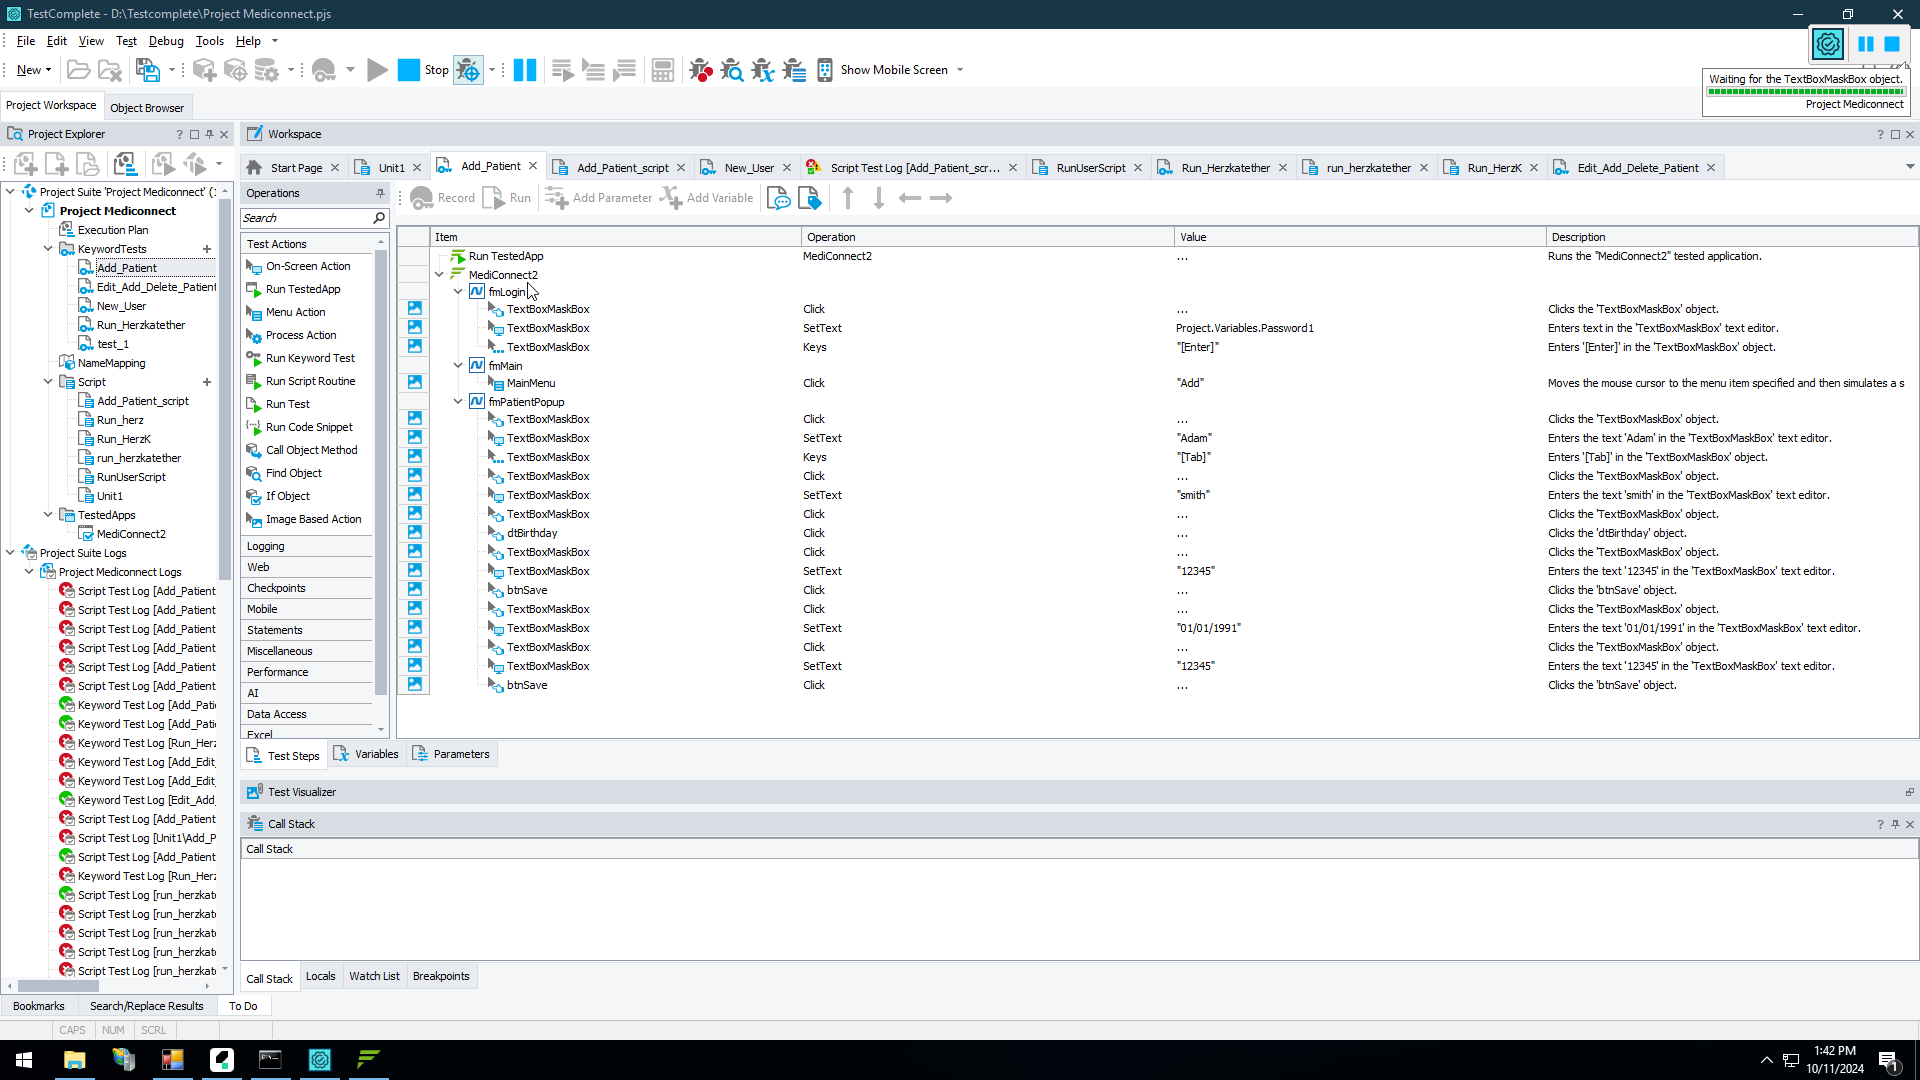 TestComplete - D:\Testcomplete\Project Mediconnect.pjs
File Edit View Test Debug Tools Help
New Stop Show Mobile Screen
Waiting for the TextBoxMaskBox object.
Project Mediconnect
Project Workspace Object Browser
Project Explorer
Workspace
Start Page Unit1 Add_Patient Add_Patient_script New_User Script Test Log [Add_Patient_scr... RunUserScript Run_Herzkatether run_herzkatether Run_HerzK Edit_Add_Delete_Patient
Project Suite 'Project Mediconnect' (1
Project Mediconnect
Execution Plan
KeywordTests
Add_Patient
Edit_Add_Delete_Patient
New_User
Run_Herzkatether
test_1
NameMapping
Script
Add_Patient_script
Run_herz
Run_HerzK
run_herzkatether
RunUserScript
Unit1
TestedApps
MediConnect2
Project Suite Logs
Project Mediconnect Logs
Script Test Log [Add_Patient
Script Test Log [Add_Patient
Script Test Log [Add_Patient
Script Test Log [Add_Patient
Script Test Log [Add_Patient
Script Test Log [Add_Patient
Keyword Test Log [Add_Pati
Keyword Test Log [Add_Pati
Keyword Test Log [Run_Herz
Keyword Test Log [Add_Edit_
Keyword Test Log [Add_Edit_
Keyword Test Log [Edit_Add_
Script Test Log [Add_Patient
Script Test Log [Unit1\Add_P
Script Test Log [Add_Patient
Keyword Test Log [Run_Herz
Script Test Log [run_herzkat
Script Test Log [run_herzkat
Script Test Log [run_herzkat
Script Test Log [run_herzkat
Script Test Log [run_herzkat
Operations
Search
Test Actions
On-Screen Action
Run TestedApp
Menu Action
Process Action
Run Keyword Test
Run Script Routine
Run Test
Run Code Snippet
Call Object Method
Find Object
If Object
Image Based Action
Logging
Web
Checkpoints
Mobile
Statements
Miscellaneous
Performance
AI
Data Access
Excel
Record Run Add Parameter Add Variable
Item Operation Value Description
Run TestedApp MediConnect2 ... Runs the "MediConnect2" tested application.
MediConnect2
fmLogin
TextBoxMaskBox Click ... Clicks the 'TextBoxMaskBox' object.
TextBoxMaskBox SetText Project.Variables.Password1 Enters text in the 'TextBoxMaskBox' text editor.
TextBoxMaskBox Keys "[Enter]" Enters '[Enter]' in the 'TextBoxMaskBox' object.
fmMain
MainMenu Click "Add" Moves the mouse cursor to the menu item specified and then simulates a s
fmPatientPopup
TextBoxMaskBox Click ... Clicks the 'TextBoxMaskBox' object.
TextBoxMaskBox SetText "Adam" Enters the text 'Adam' in the 'TextBoxMaskBox' text editor.
TextBoxMaskBox Keys "[Tab]" Enters '[Tab]' in the 'TextBoxMaskBox' object.
TextBoxMaskBox Click ... Clicks the 'TextBoxMaskBox' object.
TextBoxMaskBox SetText "smith" Enters the text 'smith' in the 'TextBoxMaskBox' text editor.
TextBoxMaskBox Click ... Clicks the 'TextBoxMaskBox' object.
dtBirthday Click ... Clicks the 'dtBirthday' object.
TextBoxMaskBox Click ... Clicks the 'TextBoxMaskBox' object.
TextBoxMaskBox SetText "12345" Enters the text '12345' in the 'TextBoxMaskBox' text editor.
btnSave Click ... Clicks the 'btnSave' object.
TextBoxMaskBox Click ... Clicks the 'TextBoxMaskBox' object.
TextBoxMaskBox SetText "01/01/1991" Enters the text '01/01/1991' in the 'TextBoxMaskBox' text editor.
TextBoxMaskBox Click ... Clicks the 'TextBoxMaskBox' object.
TextBoxMaskBox SetText "12345" Enters the text '12345' in the 'TextBoxMaskBox' text editor.
btnSave Click ... Clicks the 'btnSave' object.
Test Steps Variables Parameters
Test Visualizer
Call Stack
Call Stack
Call Stack Locals Watch List Breakpoints
Bookmarks Search/Replace Results To Do
CAPS NUM SCRL
1:42 PM
10/11/2024
1